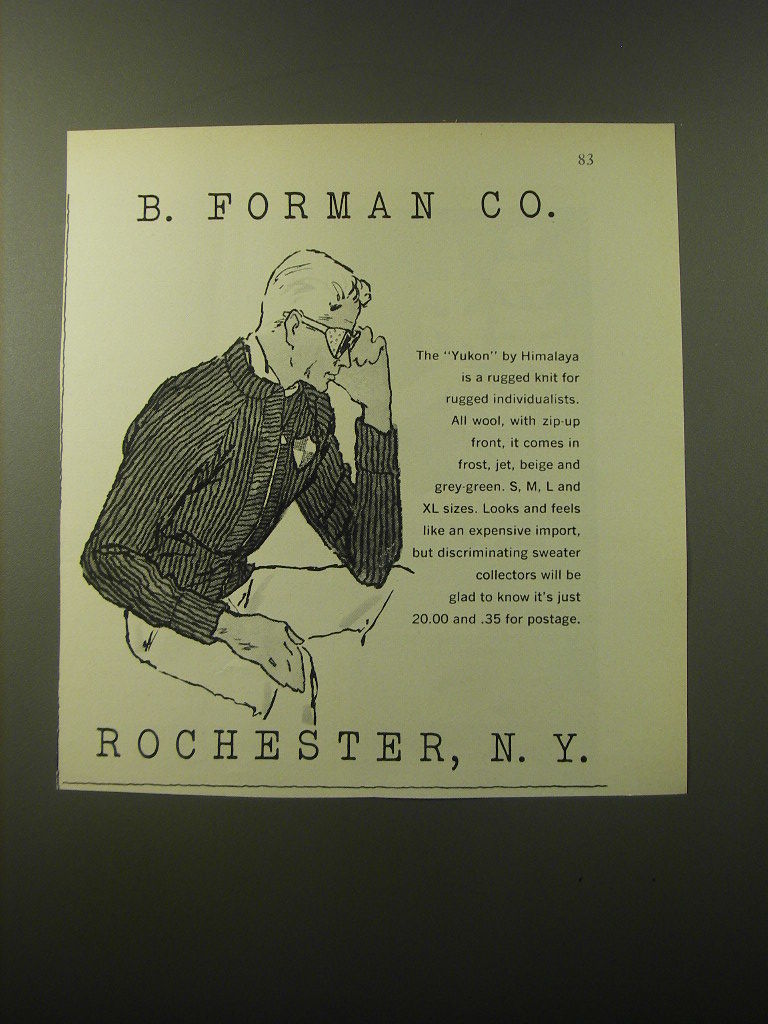 83
B. FORMAN CO.
The "Yukon" by Himalaya
is a rugged knit for
rugged individualists.
All wool, with zip-up
front, it comes in
frost, jet, beige and
grey-green. S, M, L and
XL sizes. Looks and feels
like an expensive import,
but discriminating sweater
collectors will be
glad to know it's just
20.00 and .35 for postage.
ROCHESTER, N. Y.